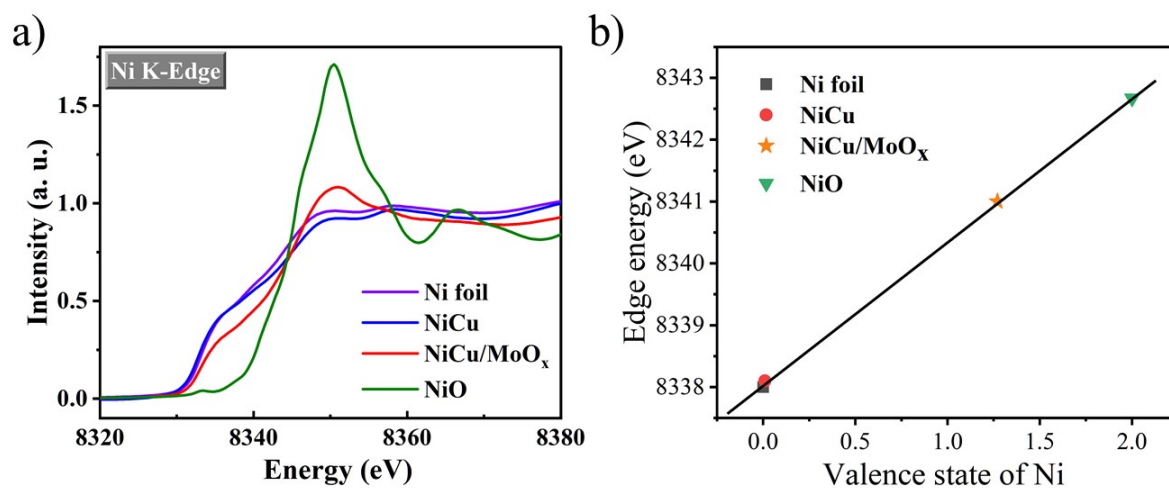 a)
Ni K-Edge
Intensity (a. u.)
1.5
1.0
0.5
0.0
Ni foil
NiCu
NiCu/MoOₓ
NiO
8320 8340 8360 8380
Energy (eV)
b)
Edge energy (eV)
8343
8342
8341
8340
8339
8338
Ni foil
NiCu
NiCu/MoOₓ
NiO
0.0 0.5 1.0 1.5 2.0
Valence state of Ni